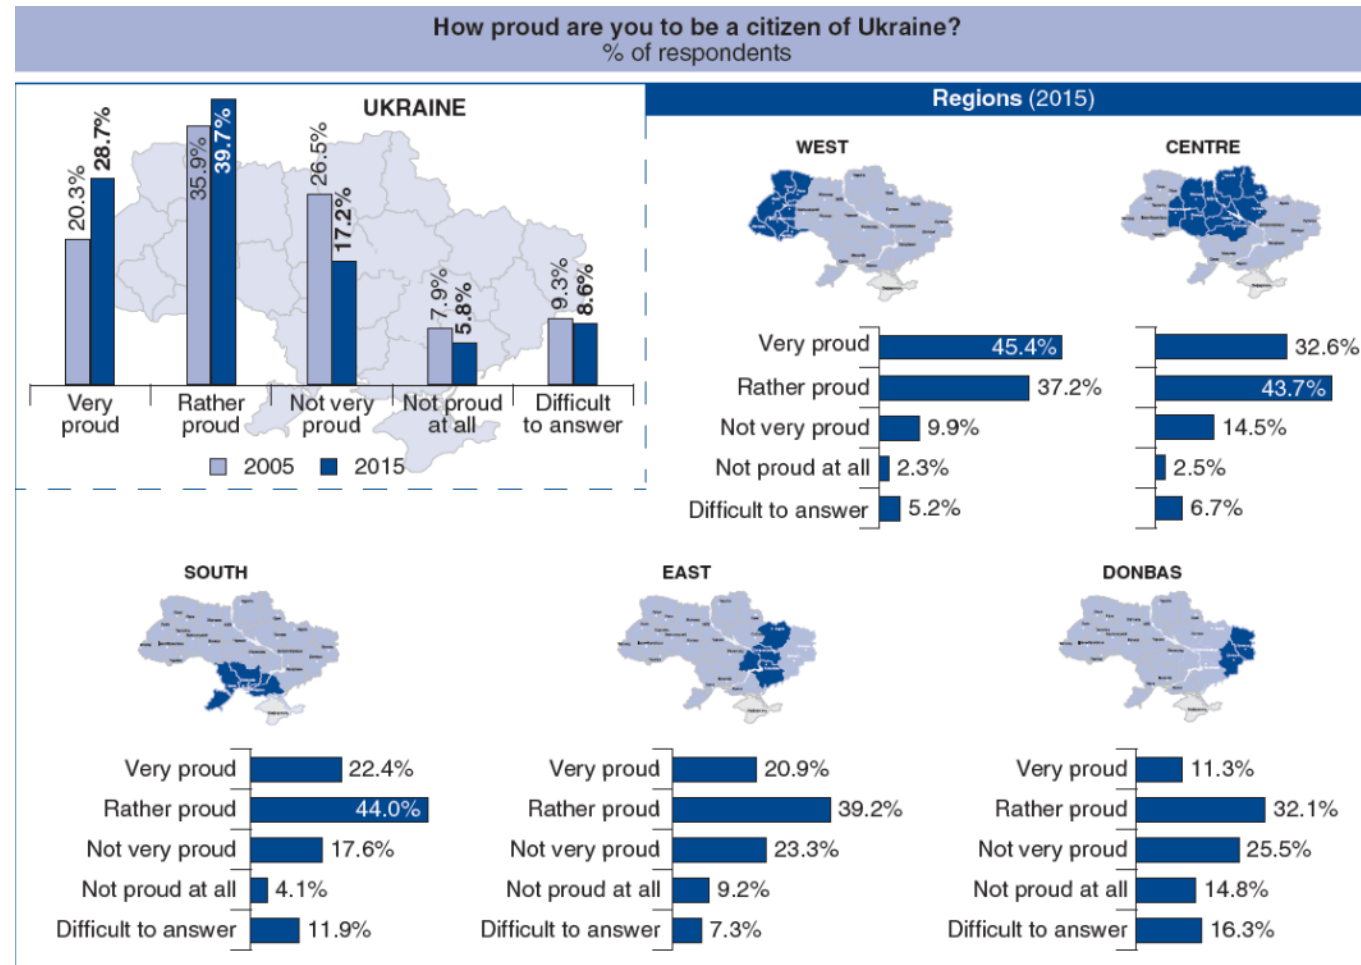 How proud are you to be a citizen of Ukraine?
% of respondents
UKRAINE
20.3%
28.7%
35.9%
39.7%
26.5%
17.2%
7.9%
5.8%
9.3%
8.6%
Very proud
Rather proud
Not very proud
Not proud at all
Difficult to answer
2005 2015
Regions (2015)
WEST
Very proud 45.4%
Rather proud 37.2%
Not very proud 9.9%
Not proud at all 2.3%
Difficult to answer 5.2%
CENTRE
32.6%
43.7%
14.5%
2.5%
6.7%
SOUTH
Very proud 22.4%
Rather proud 44.0%
Not very proud 17.6%
Not proud at all 4.1%
Difficult to answer 11.9%
EAST
Very proud 20.9%
Rather proud 39.2%
Not very proud 23.3%
Not proud at all 9.2%
Difficult to answer 7.3%
DONBAS
Very proud 11.3%
Rather proud 32.1%
Not very proud 25.5%
Not proud at all 14.8%
Difficult to answer 16.3%